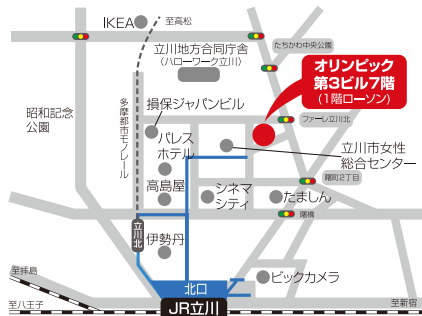 IKEA
至高松
たちかわ中央公園
立川地方合同庁舎
(ハローワーク立川)
オリンピック
第3ビル7階
(1階ローソン)
昭和記念
公園
多摩都市モノレール
損保ジャパンビル
ファーレ立川北
パレス
ホテル
立川市女性
総合センター
高島屋
シネマ
シティ
曙町2丁目
たましん
曙橋
立川北
伊勢丹
北口
ビックカメラ
至拝島
至八王子
JR立川
至新宿